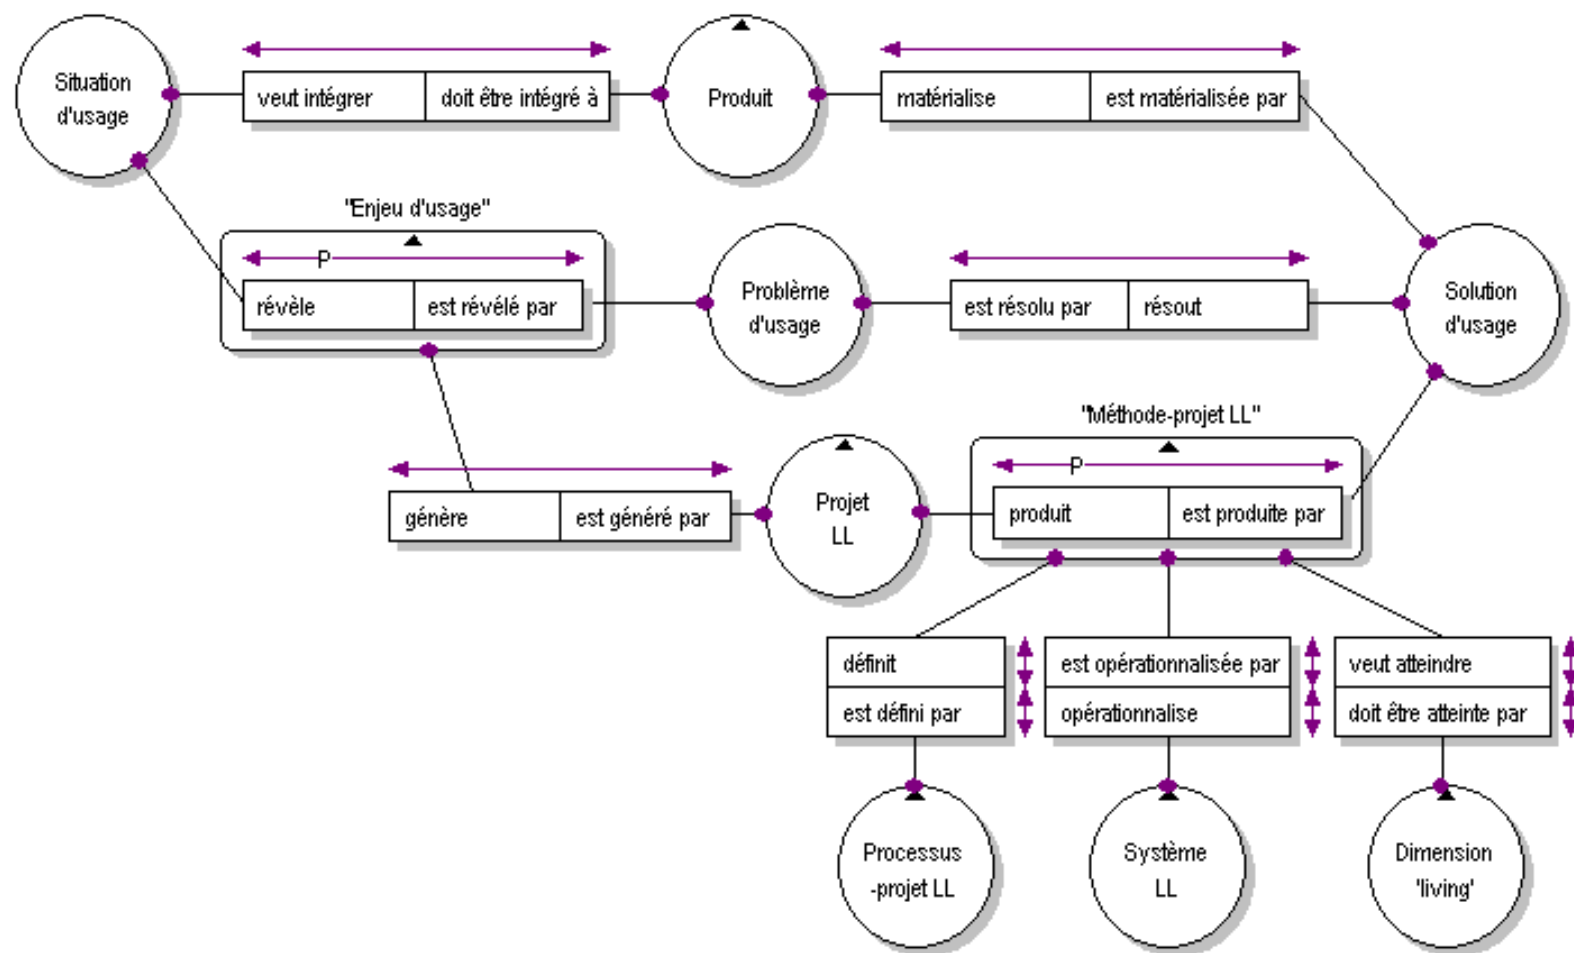 Situation
d'usage
veut intégrer
doit être intégré à
Produit
matérialise
est matérialisée par
"Enjeu d'usage"
P
révèle
est révélé par
Problème
d'usage
est résolu par
résout
Solution
d'usage
"Méthode-projet LL"
P
génère
est généré par
Projet
LL
produit
est produite par
définit
est défini par
est opérationnalisée par
opérationnalise
veut atteindre
doit être atteinte par
Processus
-projet LL
Système
LL
Dimension
'living'